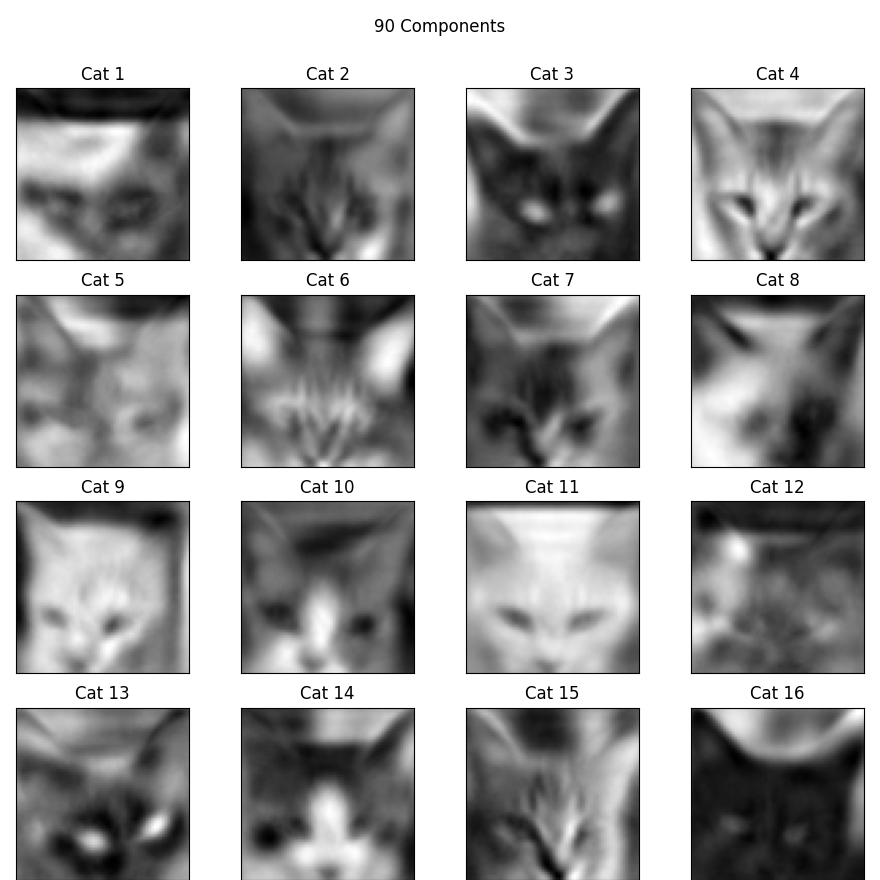 90 Components
Cat 1
Cat 2
Cat 3
Cat 4
Cat 5
Cat 6
Cat 7
Cat 8
Cat 9
Cat 10
Cat 11
Cat 12
Cat 13
Cat 14
Cat 15
Cat 16